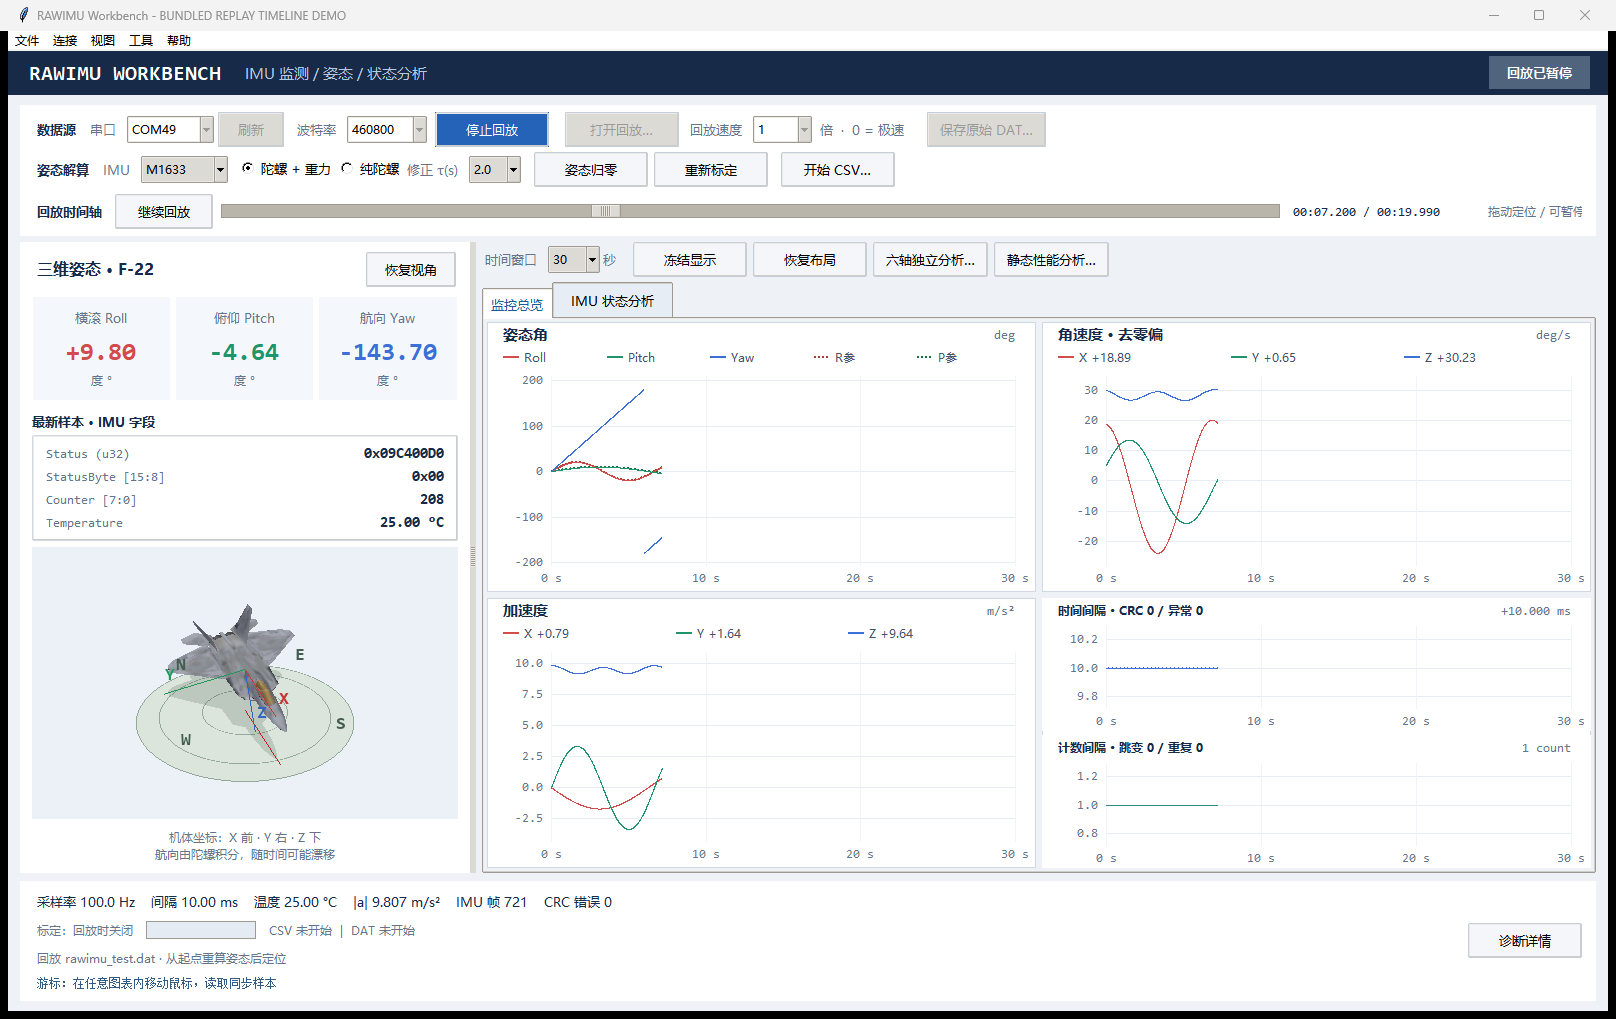 RAWIMU Workbench - BUNDLED REPLAY TIMELINE DEMO
文件 连接 视图 工具 帮助
RAWIMU WORKBENCH IMU 监测 / 姿态 / 状态分析 回放已暂停
数据源 串口 COM49 刷新 波特率 460800 停止回放 打开回放... 回放速度 1 倍 · 0 = 极速 保存原始 DAT...
姿态解算 IMU M1633 陀螺 + 重力 纯陀螺 修正 τ(s) 2.0 姿态归零 重新标定 开始 CSV...
回放时间轴 继续回放 00:07.200 / 00:19.990 拖动定位 / 可暂停
三维姿态 • F-22 恢复视角
横滚 Roll 俯仰 Pitch 航向 Yaw
+9.80 -4.64 -143.70
度 ° 度 ° 度 °
最新样本 • IMU 字段
Status (u32) 0x09C400D0
StatusByte [15:8] 0x00
Counter [7:0] 208
Temperature 25.00 °C
N E
Y
X
Z
W S
机体坐标：X 前 · Y 右 · Z 下
航向由陀螺积分，随时间可能漂移
时间窗口 30 秒 冻结显示 恢复布局 六轴独立分析... 静态性能分析...
监控总览 IMU 状态分析
姿态角 deg
Roll Pitch Yaw R参 P参
200
100
0
-100
-200
0 s 10 s 20 s 30 s
角速度 • 去零偏 deg/s
X +18.89 Y +0.65 Z +30.23
30
20
10
0
-10
-20
0 s 10 s 20 s 30 s
加速度 m/s²
X +0.79 Y +1.64 Z +9.64
10.0
7.5
5.0
2.5
0.0
-2.5
0 s 10 s 20 s 30 s
时间间隔 • CRC 0 / 异常 0 +10.000 ms
10.2
10.0
9.8
0 s 10 s 20 s 30 s
计数间隔 • 跳变 0 / 重复 0 1 count
1.2
1.0
0.8
0 s 10 s 20 s 30 s
采样率 100.0 Hz 间隔 10.00 ms 温度 25.00 °C |a| 9.807 m/s² IMU 帧 721 CRC 错误 0
标定：回放时关闭 CSV 未开始 | DAT 未开始
回放 rawimu_test.dat · 从起点重算姿态后定位
游标：在任意图表内移动鼠标，读取同步样本
诊断详情